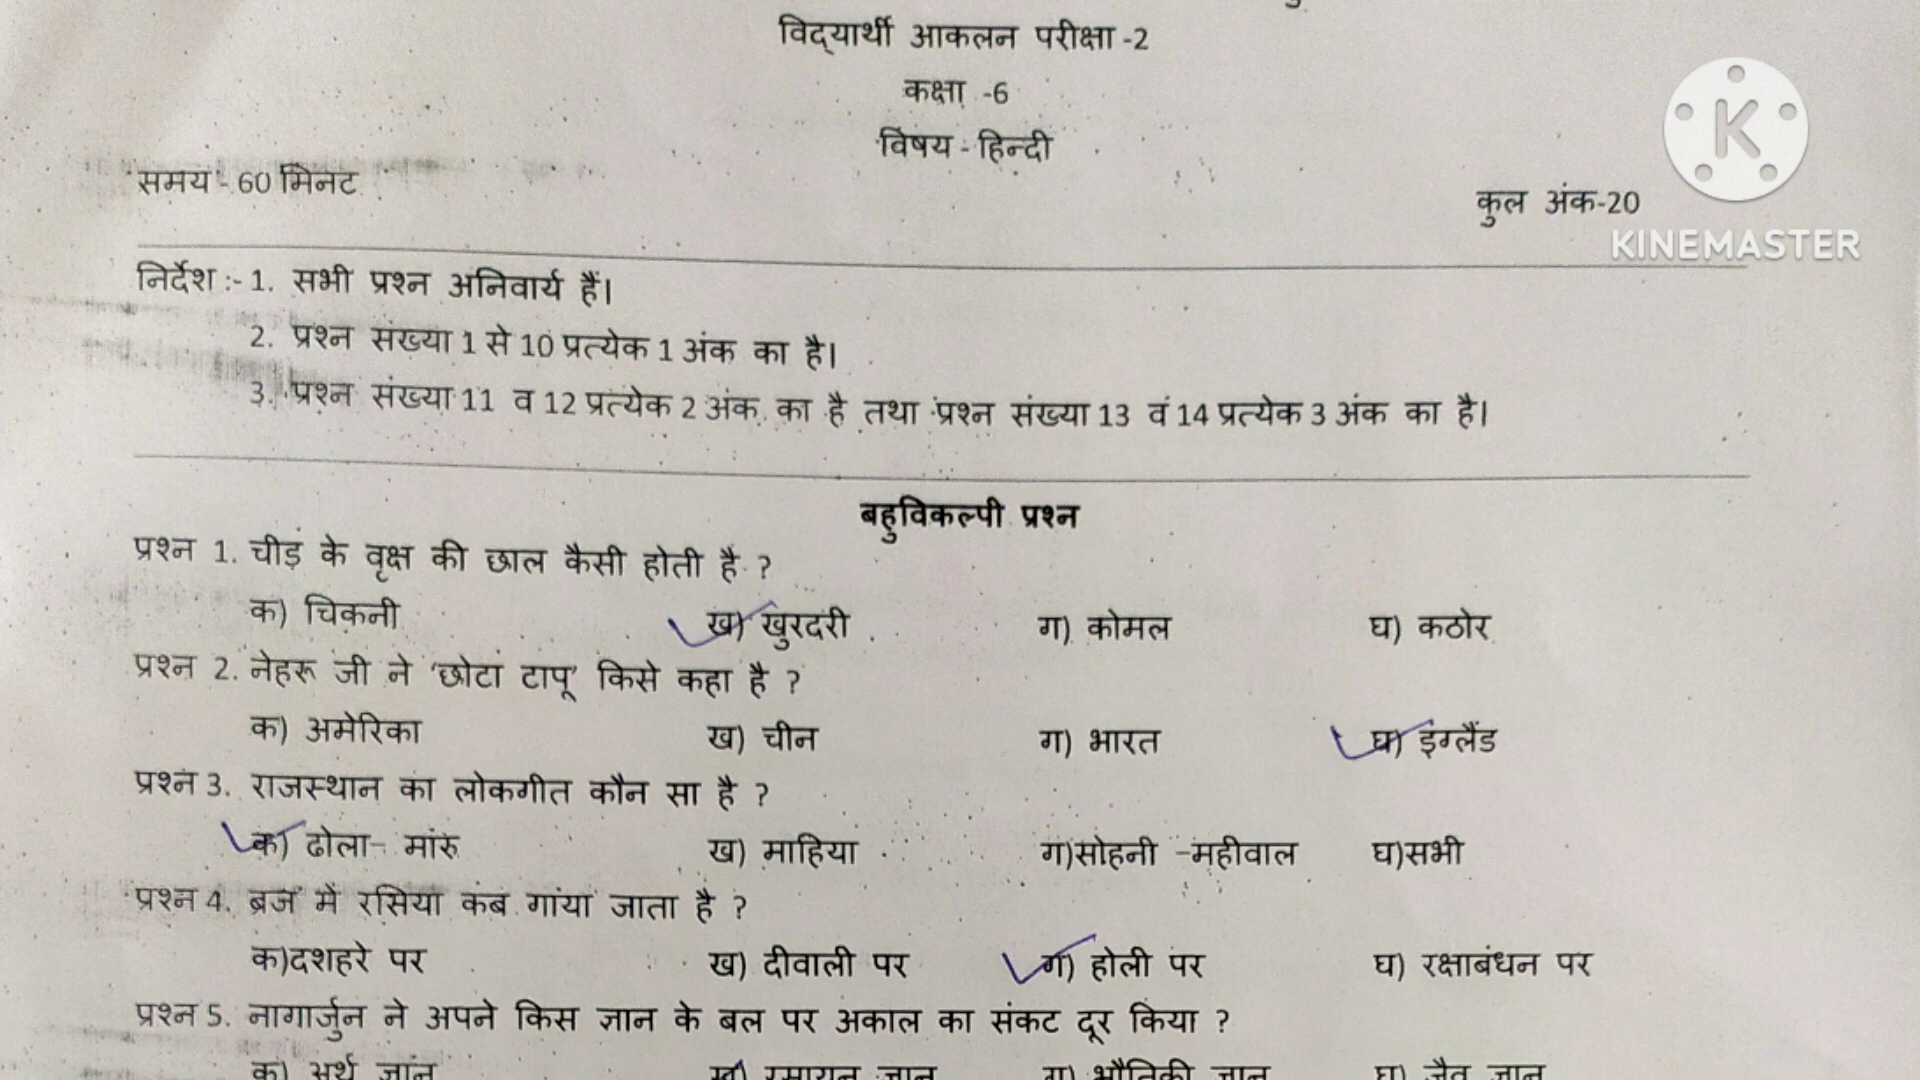 विद्यार्थी आकलन परीक्षा -2
कक्षा -6
विषय - हिन्दी
समय - 60 मिनट
कुल अंक-20
K
KINEMASTER
निर्देश :- 1. सभी प्रश्न अनिवार्य हैं।
2. प्रश्न संख्या 1 से 10 प्रत्येक 1 अंक का है।
3. प्रश्न संख्या 11 व 12 प्रत्येक 2 अंक का है तथा प्रश्न संख्या 13 व 14 प्रत्येक 3 अंक का है।
बहुविकल्पी प्रश्न
प्रश्न 1. चीड़ के वृक्ष की छाल कैसी होती है ?
क) चिकनी ख) खुरदरी ग) कोमल घ) कठोर
प्रश्न 2. नेहरू जी ने 'छोटा टापू' किसे कहा है ?
क) अमेरिका ख) चीन ग) भारत घ) इंग्लैंड
प्रश्न 3. राजस्थान का लोकगीत कौन सा है ?
क) ढोला- मारु ख) माहिया ग)सोहनी -महीवाल घ)सभी
प्रश्न 4. ब्रज में रसिया कब गाया जाता है ?
क)दशहरे पर ख) दीवाली पर ग) होली पर घ) रक्षाबंधन पर
प्रश्न 5. नागार्जुन ने अपने किस ज्ञान के बल पर अकाल का संकट दूर किया ?
क) अर्थ ज्ञान ख) रसायन ज्ञान ग) भौतिकी ज्ञान घ) जैव ज्ञान